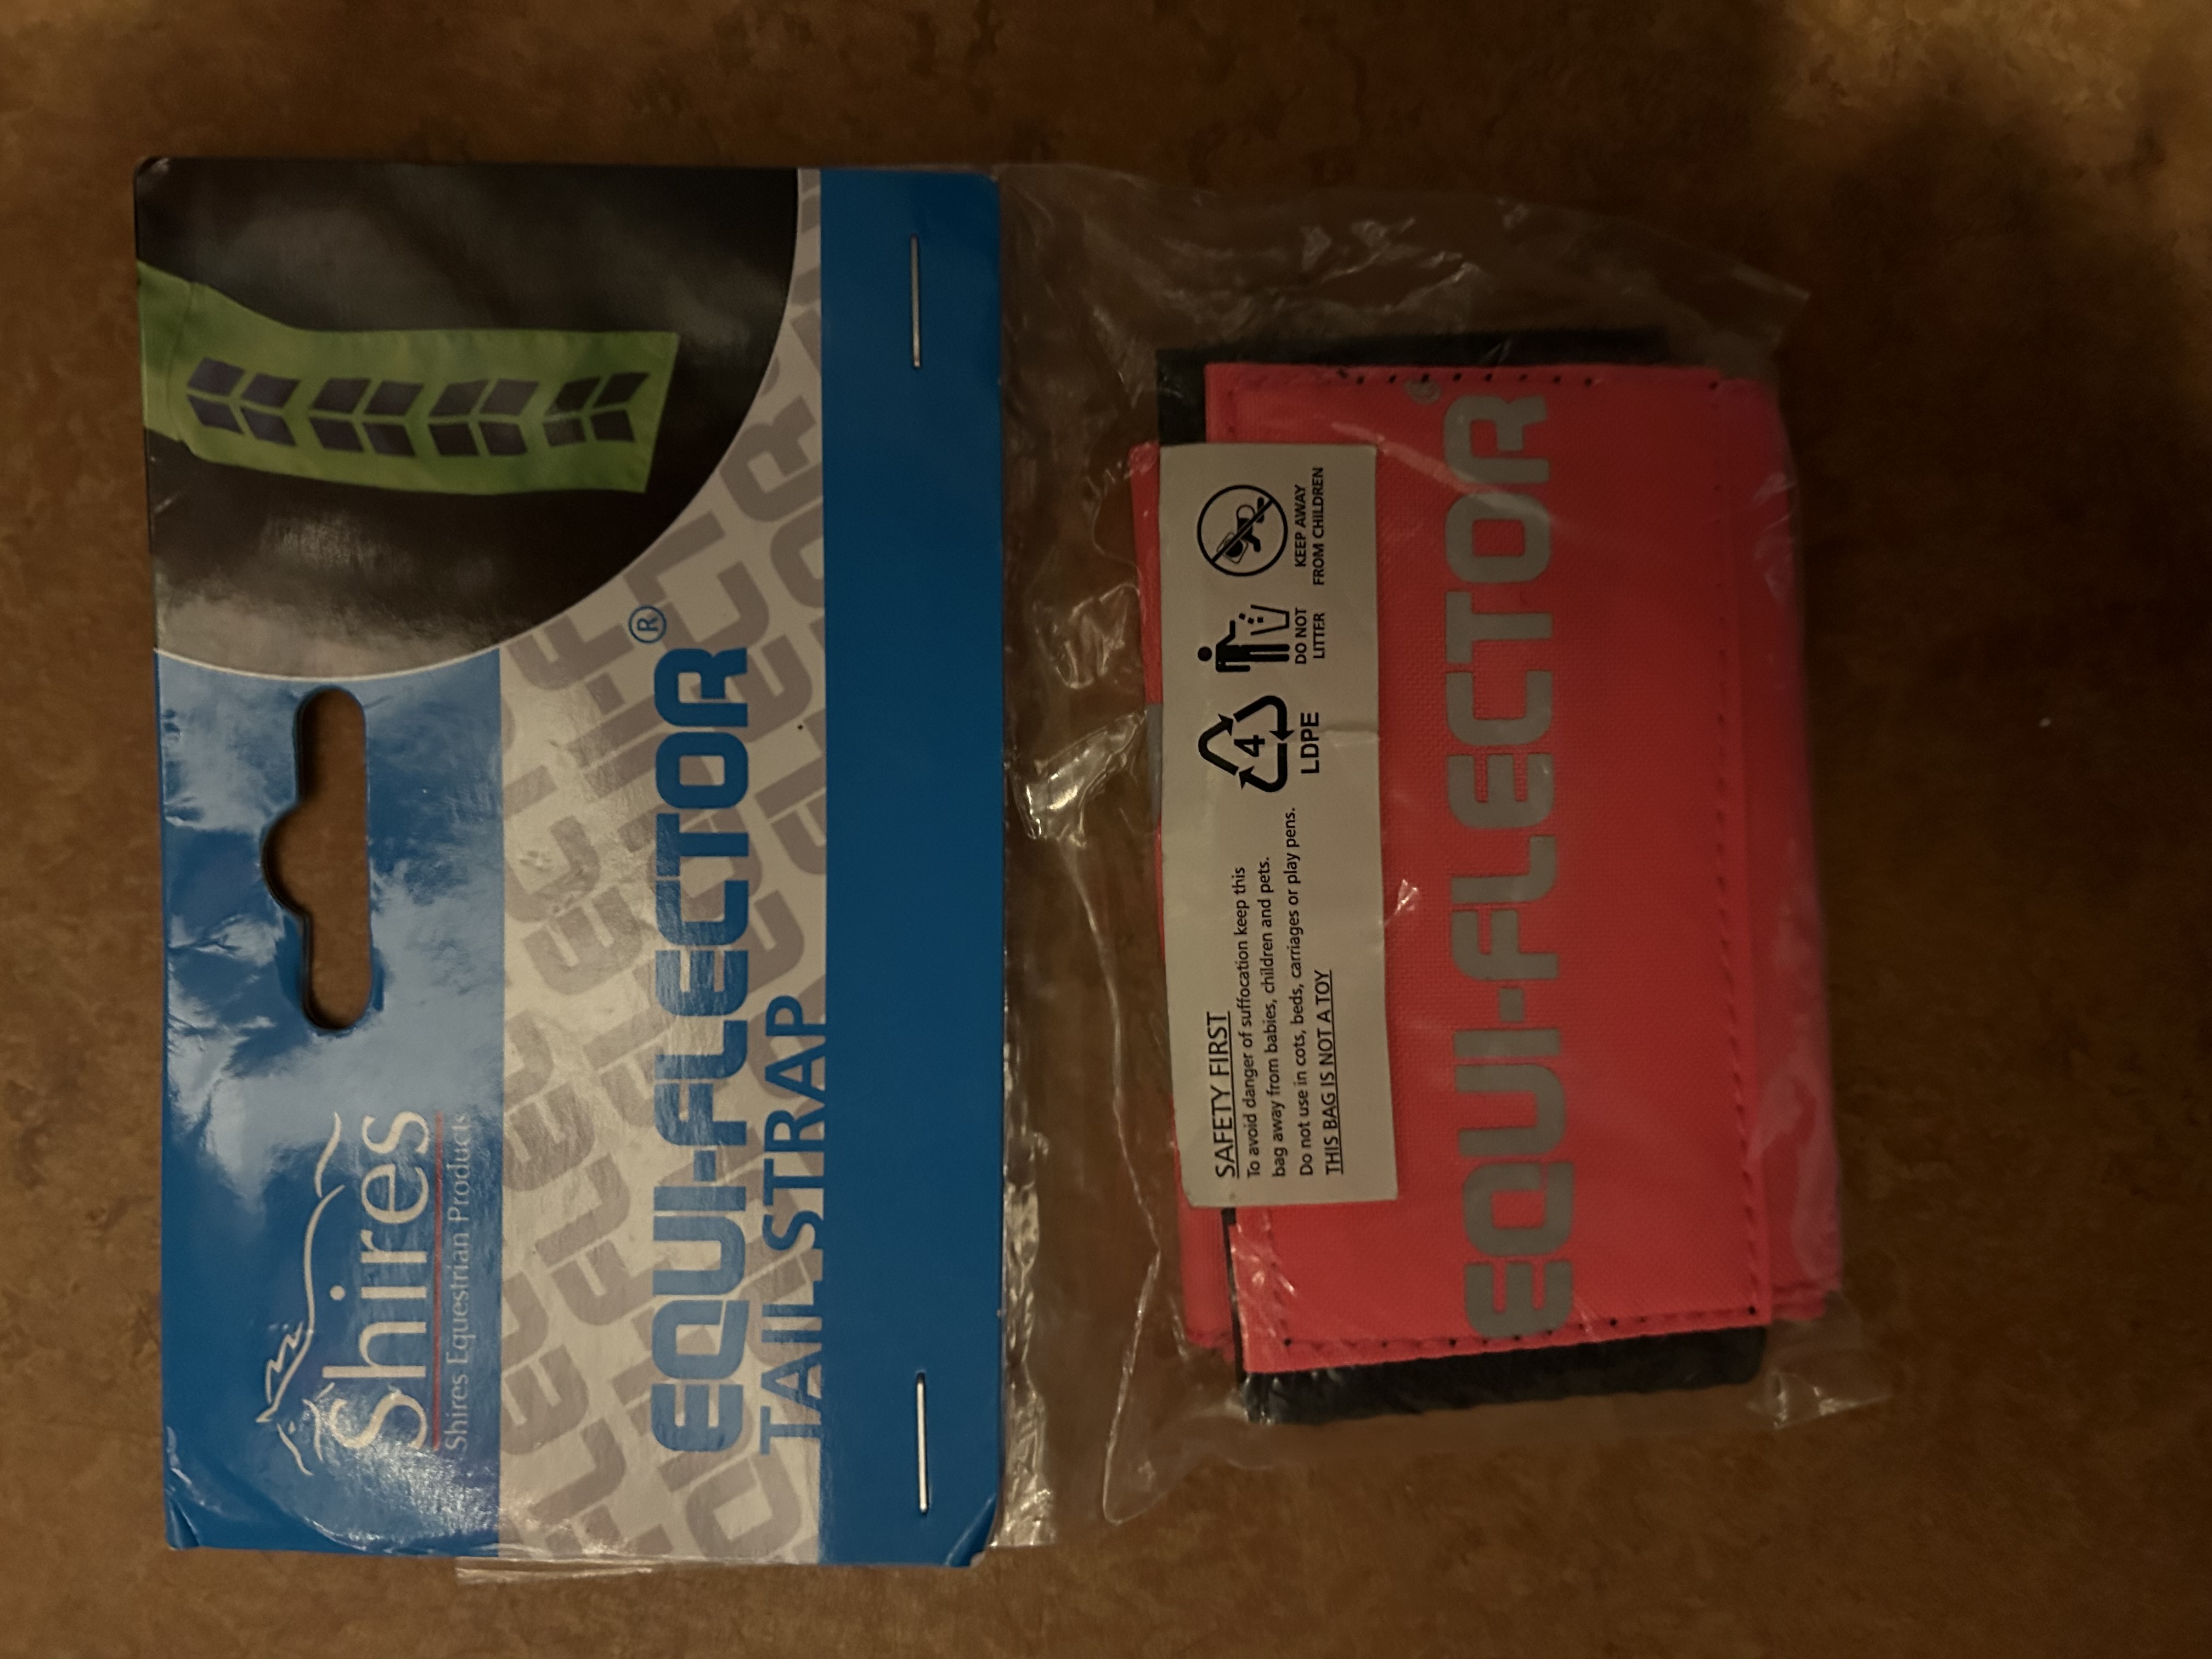 Shires
Shires Equestrian Products
EQUI-FLECTOR®
TAIL STRAP
SAFETY FIRST
To avoid danger of suffocation keep this
bag away from babies, children and pets.
Do not use in cots, beds, carriages or play pens.
THIS BAG IS NOT A TOY
4
LDPE
DO NOT
LITTER
KEEP AWAY
FROM CHILDREN
EQUI-FLECTOR®